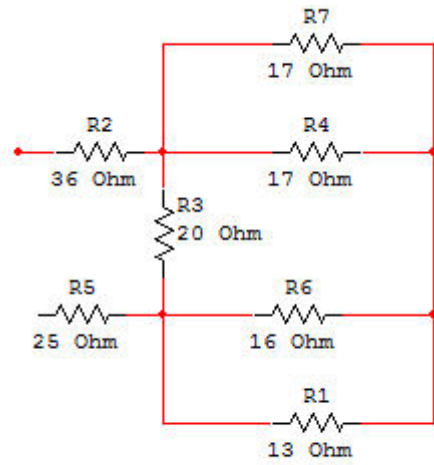 R7
17 Ohm
R2
36 Ohm
R4
17 Ohm
R3
20 Ohm
R5
25 Ohm
R6
16 Ohm
R1
13 Ohm